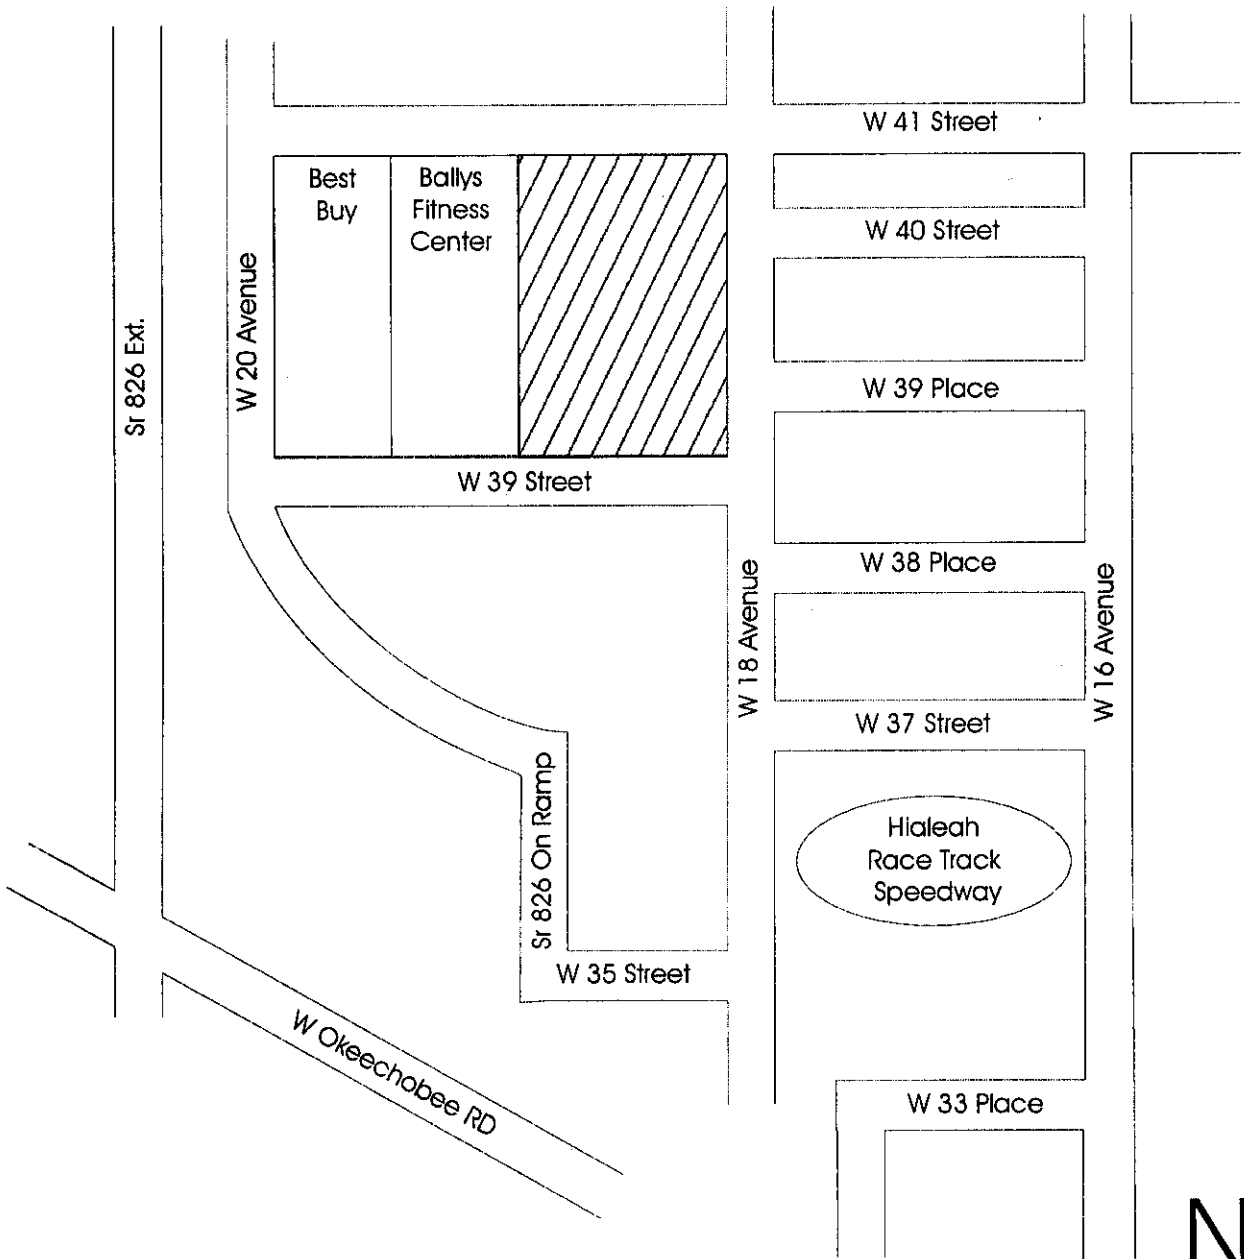 W 41 Street
Best
Buy
Ballys
Fitness
Center
W 40 Street
W 20 Avenue
Sr 826 Ext.
W 39 Place
W 39 Street
W 38 Place
W 18 Avenue
W 16 Avenue
W 37 Street
Sr 826 On Ramp
Hialeah
Race Track
Speedway
W 35 Street
W Okeechobee RD
W 33 Place
N